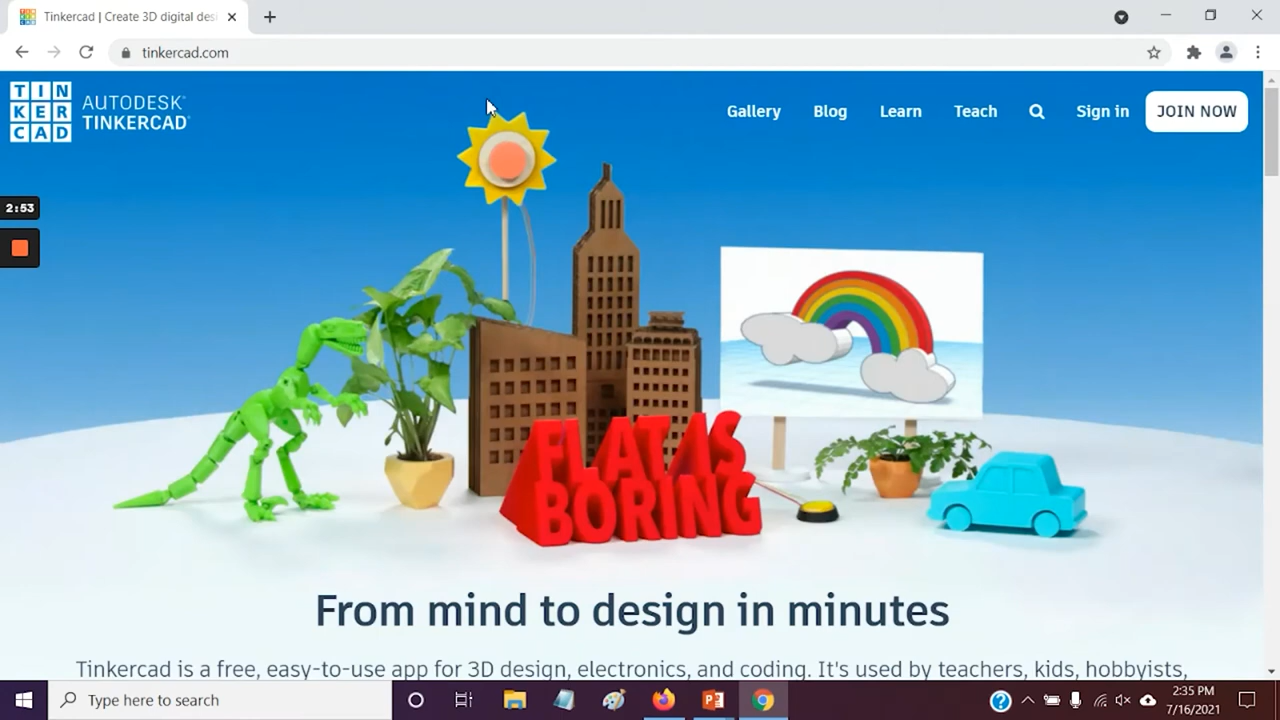 Tinkercad | Create 3D digital des
tinkercad.com
TIN
KER
CAD
AUTODESK
TINKERCAD
Gallery
Blog
Learn
Teach
Sign in
JOIN NOW
2:53
FLAT IS
BORING
From mind to design in minutes
Tinkercad is a free, easy-to-use app for 3D design, electronics, and coding. It's used by teachers, kids, hobbyists,
Type here to search
2:35 PM
7/16/2021